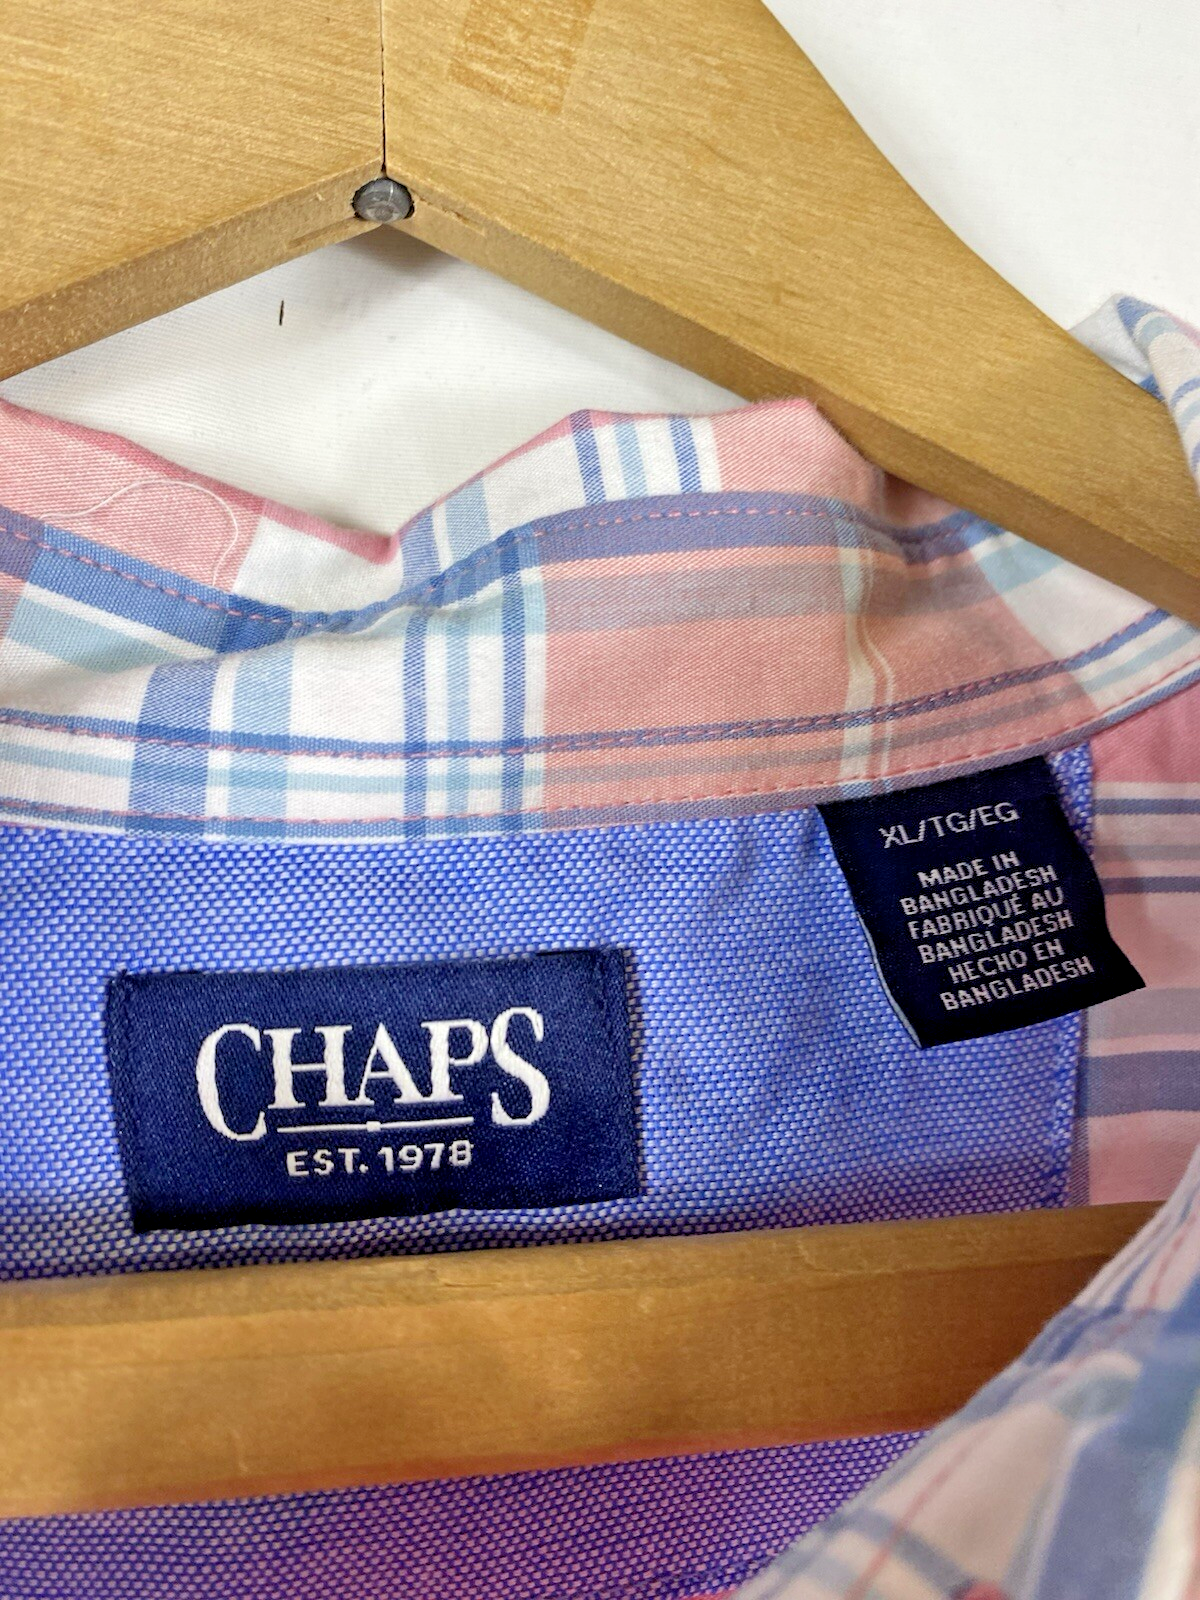 XL/TG/EG
MADE IN
BANGLADESH
FABRIQUÉ AU
BANGLADESH
HECHO EN
BANGLADESH
CHAPS
EST. 1978